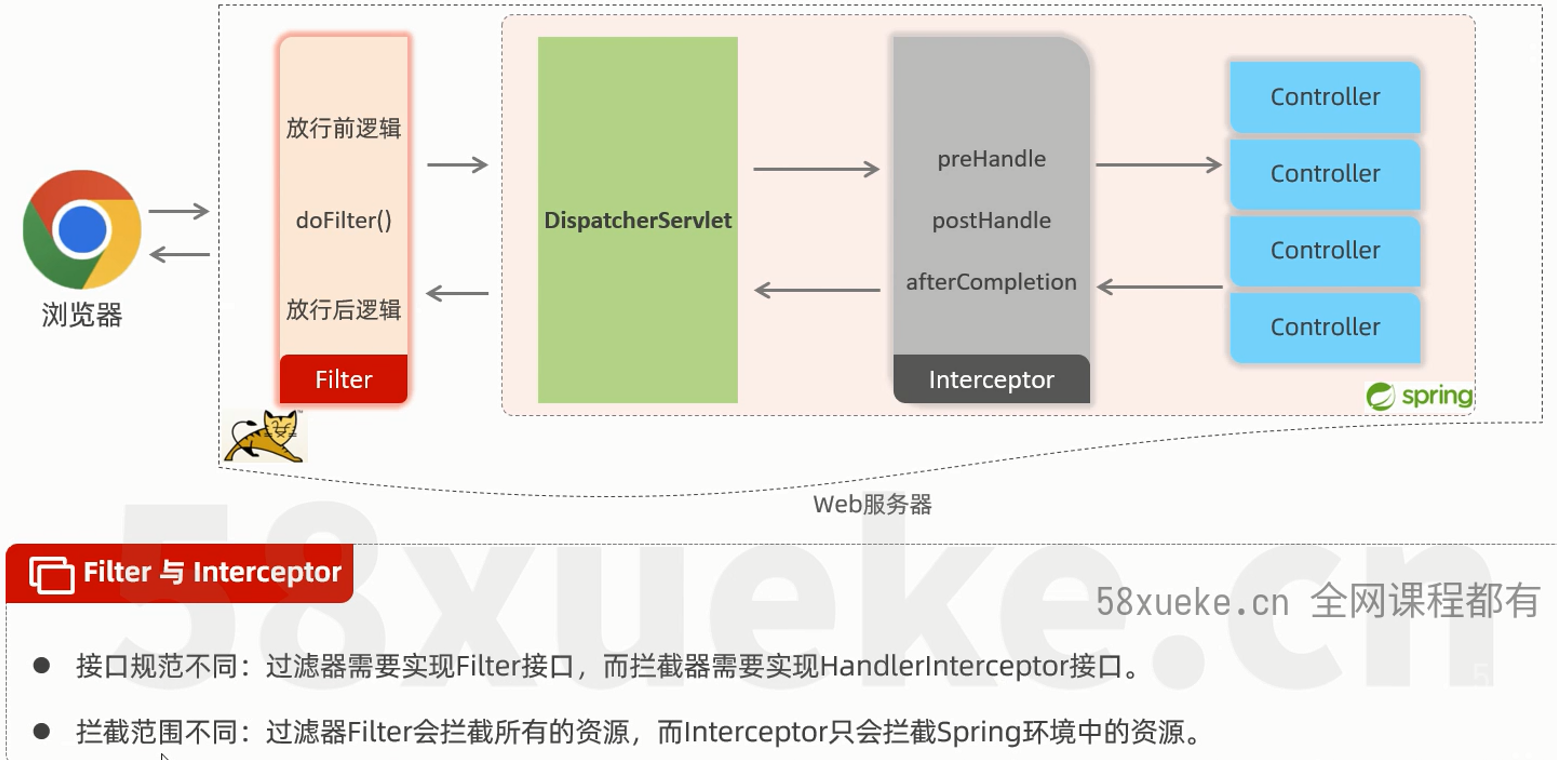 浏览器
放行前逻辑
doFilter()
放行后逻辑
Filter
DispatcherServlet
preHandle
postHandle
afterCompletion
Interceptor
Controller
Controller
Controller
Controller
spring
Web服务器
58xueke.cn
Filter 与 Interceptor
58xueke.cn 全网课程都有
接口规范不同：过滤器需要实现Filter接口，而拦截器需要实现HandlerInterceptor接口。
拦截范围不同：过滤器Filter会拦截所有的资源，而Interceptor只会拦截Spring环境中的资源。